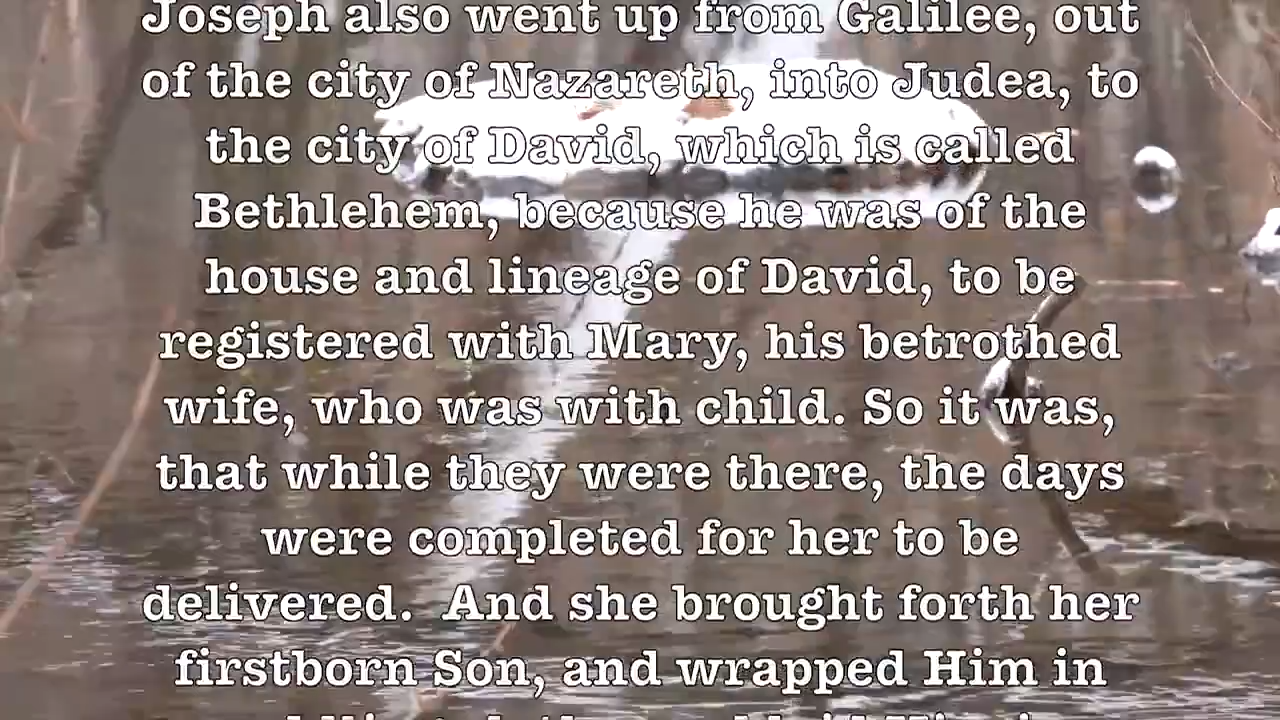 Joseph also went up from Galilee, out
of the city of Nazareth, into Judea, to
the city of David, which is called
Bethlehem, because he was of the
house and lineage of David, to be
registered with Mary, his betrothed
wife, who was with child. So it was,
that while they were there, the days
were completed for her to be
delivered.  And she brought forth her
firstborn Son, and wrapped Him in